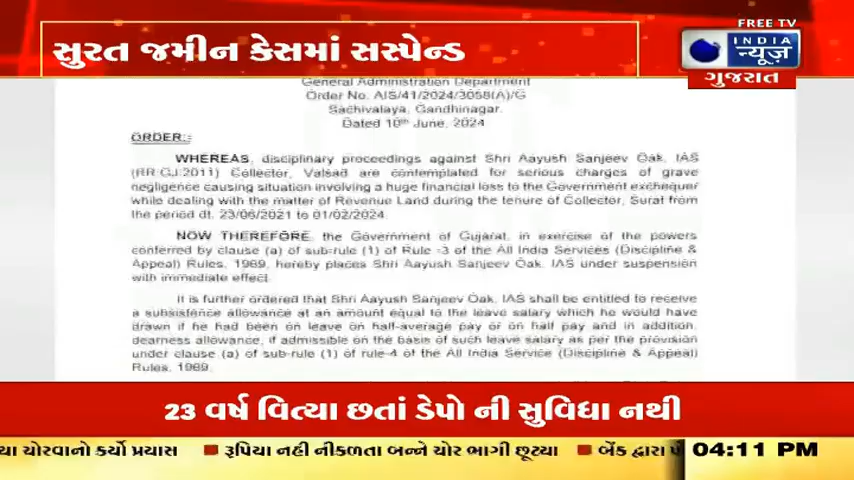 સુરત જમીન કેસમાં સસ્પેન્ડ
FREE TV
INDIA
ન્યૂઝ
ગુજરાત
General Administration Department
Order No. AIS/41/2024/3058(A)/G
Sachivalaya, Gandhinagar.
Dated 10th June, 2024
ORDER:-
WHEREAS, disciplinary proceedings against Shri Aayush Sanjeev Oak, IAS
(RR:GJ:2011) Collector, Valsad are contemplated for serious charges of grave
negligence causing situation involving a huge financial loss to the Government exchequer
while dealing with the matter of Revenue Land during the tenure of Collector, Surat from
the period dt. 23/06/2021 to 01/02/2024.
NOW THEREFORE, the Government of Gujarat, in exercise of the powers
conferred by clause (a) of sub-rule (1) of Rule -3 of the All India Services (Discipline &
Appeal) Rules, 1969, hereby places Shri Aayush Sanjeev Oak, IAS under suspension
with immediate effect.
It is further ordered that Shri Aayush Sanjeev Oak, IAS shall be entitled to receive
a subsistence allowance at an amount equal to the leave salary which he would have
drawn if he had been on leave on half-average pay or on half pay and in addition,
dearness allowance, if admissible on the basis of such leave salary as per the provision
under clause (a) of sub-rule (1) of rule-4 of the All India Service (Discipline & Appeal)
Rules, 1969.
23 વર્ષ વિત્યા છતાં ડેપો ની સુવિધા નથી
યા ચોરવાનો કર્યો પ્રયાસ ■ રૂપિયા નહી નીકળતા બન્ને ચોર ભાગી છૂટ્યા ■ બેંક દ્વારા 04:11 PM